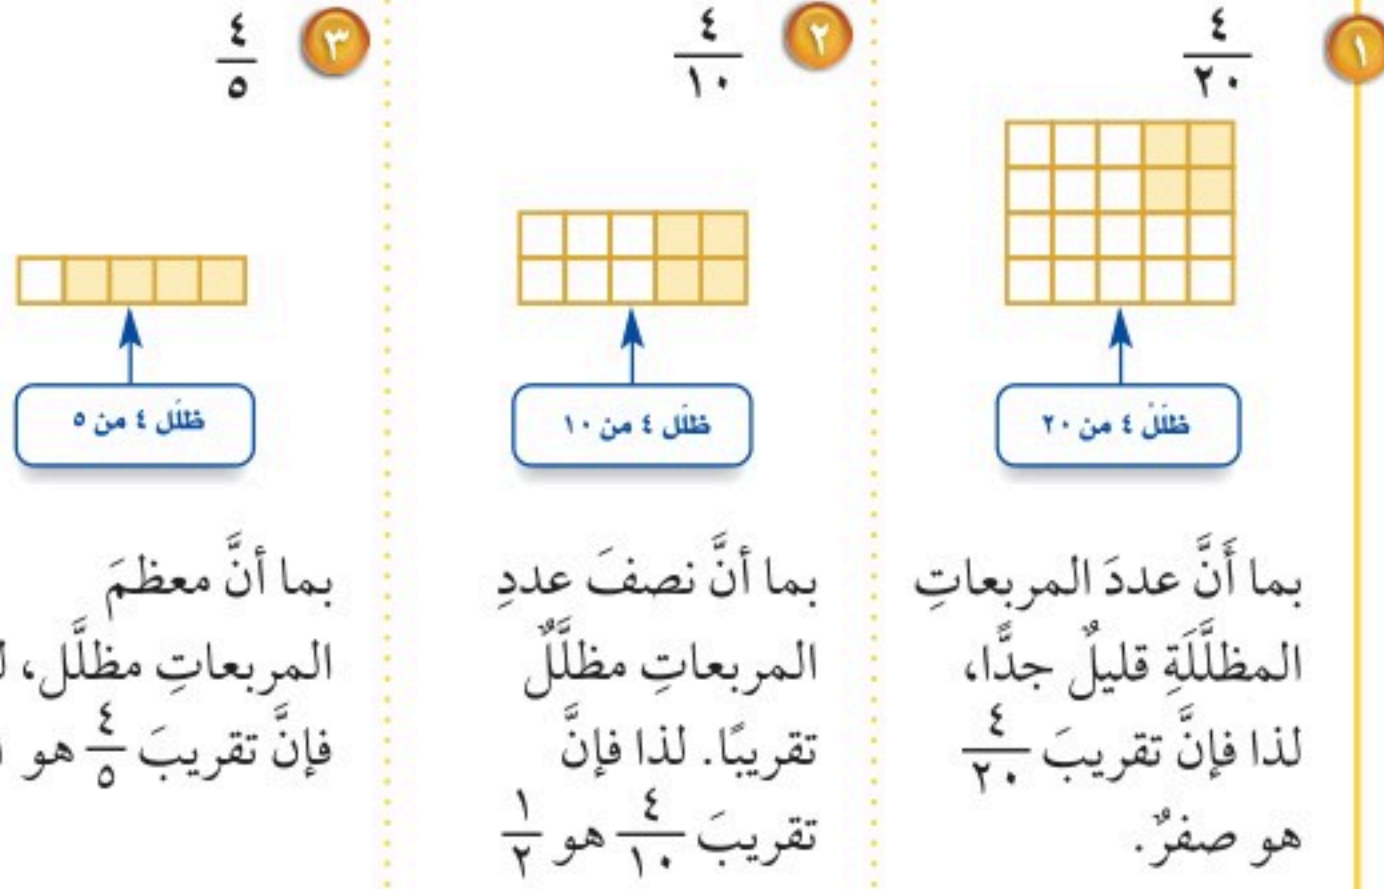 ١
٤
٢٠
ظلِّلْ ٤ من ٢٠
بما أَنَّ عددَ المربعاتِ
المظلَّلَةِ قليلٌ جدًّا،
لذا فإنَّ تقريبَ ٤/٢٠
هو صفرٌ.
٢
٤
١٠
ظلِّل ٤ من ١٠
بما أنَّ نصفَ عددِ
المربعاتِ مظلَّلٌ
تقريبًا. لذا فإنَّ
تقريبَ ٤/١٠ هو ١/٢
٣
٤
٥
ظلِّل ٤ من ٥
بما أنَّ معظمَ
المربعاتِ مظلَّل،
فإنَّ تقريبَ ٤/٥ هو